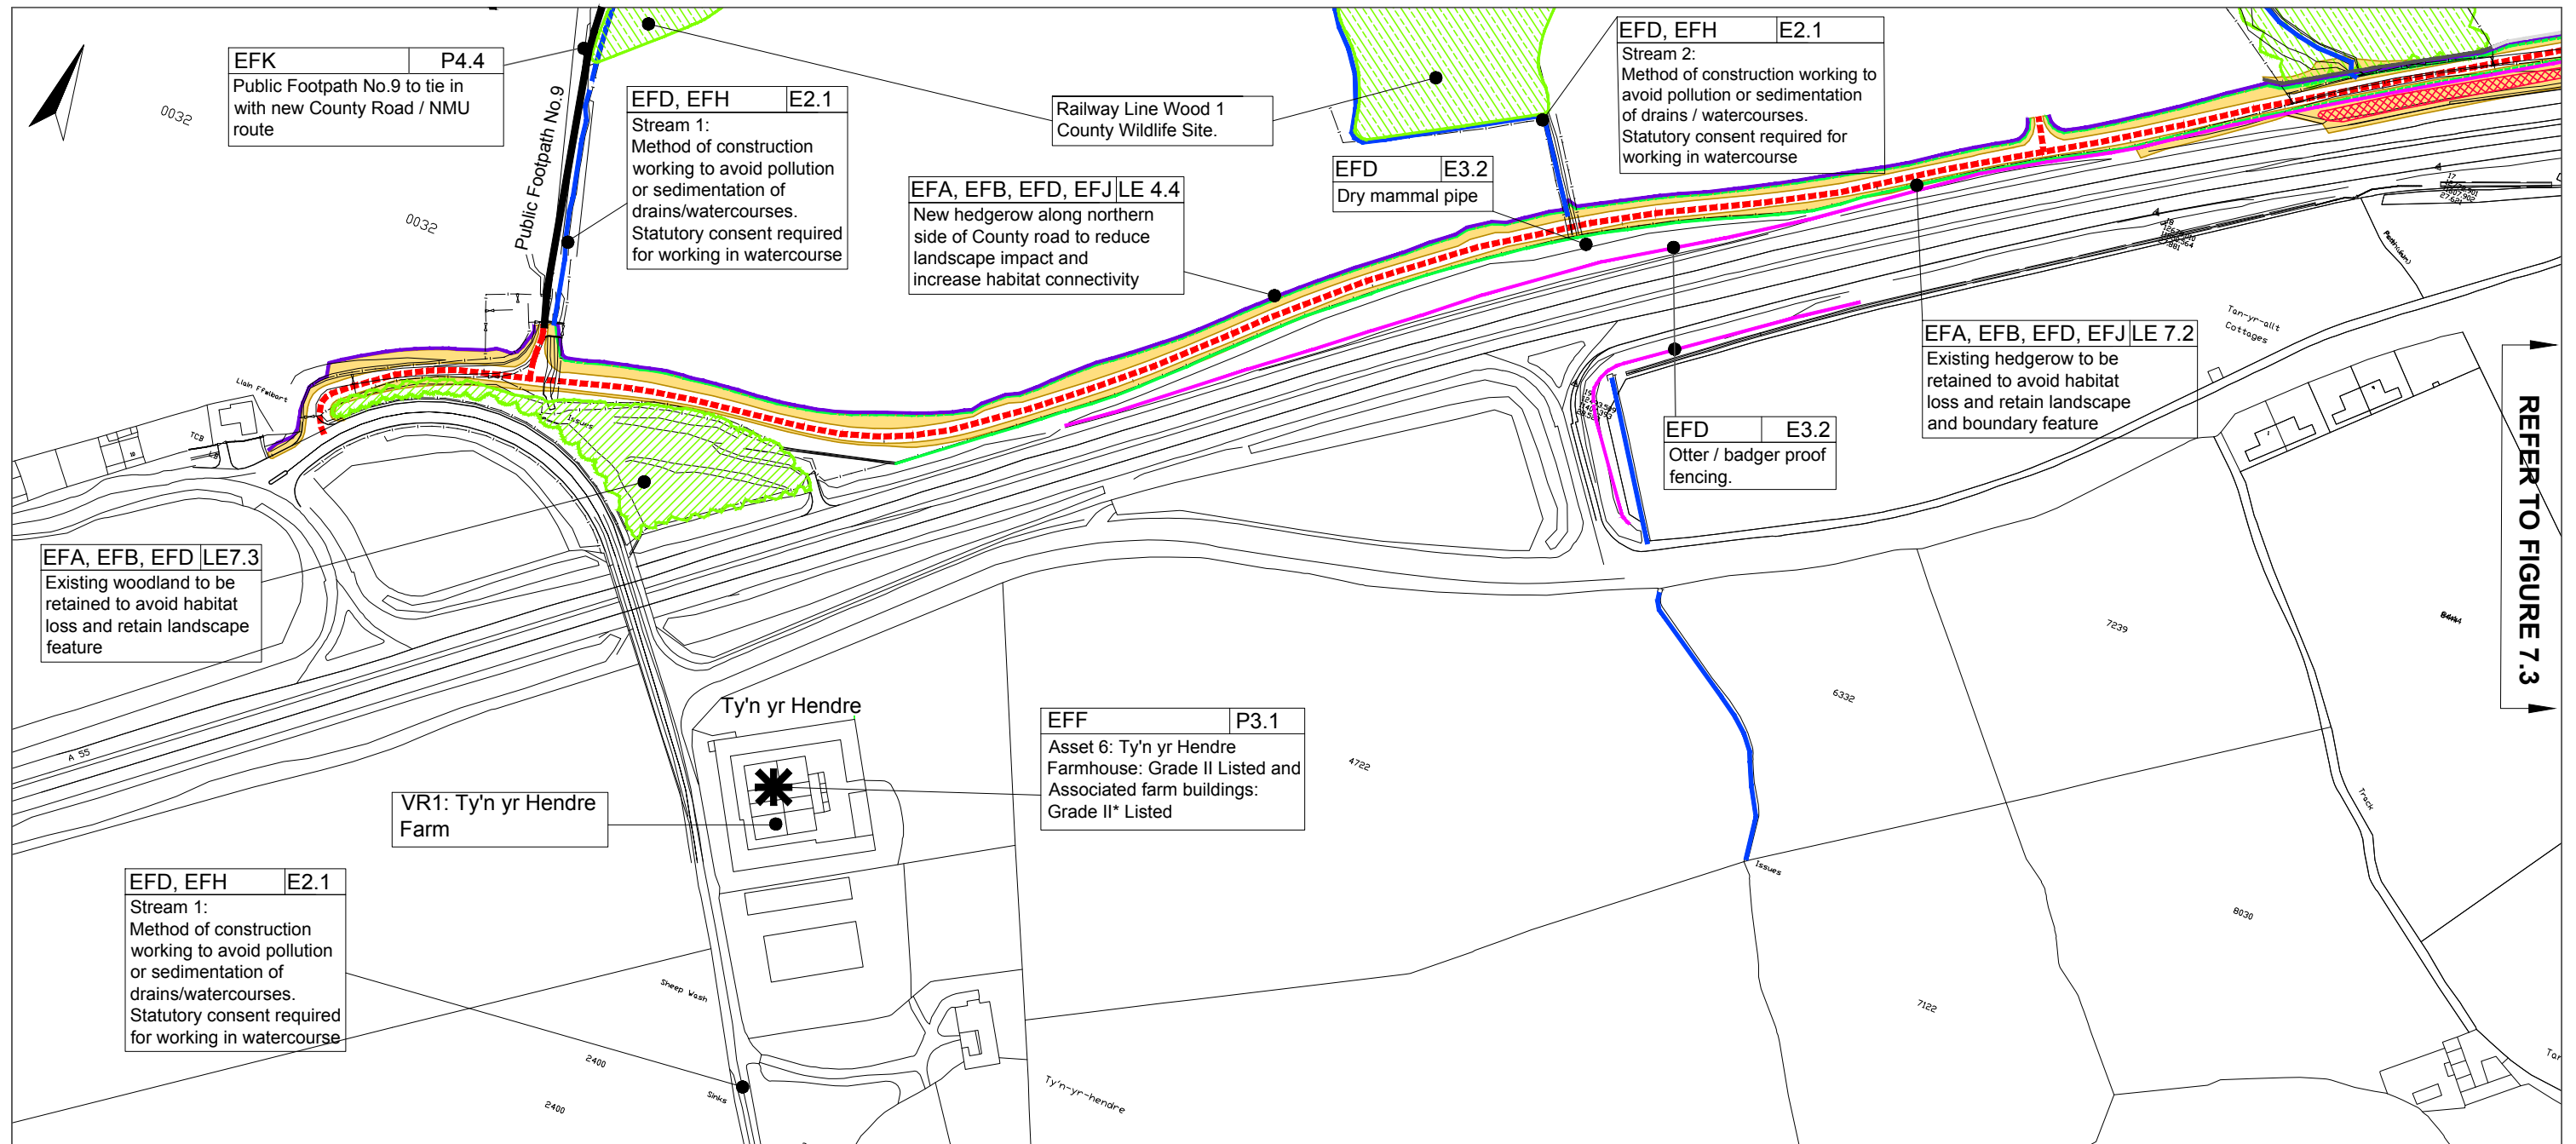 EFK P4.4
Public Footpath No.9 to tie in
with new County Road / NMU
route
0032
0032
Public Footpath No.9
EFD, EFH E2.1
Stream 1:
Method of construction
working to avoid pollution
or sedimentation of
drains/watercourses.
Statutory consent required
for working in watercourse
Railway Line Wood 1
County Wildlife Site.
EFA, EFB, EFD, EFJ LE 4.4
New hedgerow along northern
side of County road to reduce
landscape impact and
increase habitat connectivity
EFD E3.2
Dry mammal pipe
EFD, EFH E2.1
Stream 2:
Method of construction working to
avoid pollution or sedimentation
of drains / watercourses.
Statutory consent required for
working in watercourse
EFA, EFB, EFD, EFJ LE 7.2
Existing hedgerow to be
retained to avoid habitat
loss and retain landscape
and boundary feature
EFD E3.2
Otter / badger proof
fencing.
Tan-yr-allt
Cottages
REFER TO FIGURE 7.3
Llain Ffalbart
TCB
Issues
EFA, EFB, EFD LE7.3
Existing woodland to be
retained to avoid habitat
loss and retain landscape
feature
A 55
Ty'n yr Hendre
VR1: Ty'n yr Hendre
Farm
EFF P3.1
Asset 6: Ty'n yr Hendre
Farmhouse: Grade II Listed and
Associated farm buildings:
Grade II* Listed
4722
6332
7239
Issues
Track
8030
7122
EFD, EFH E2.1
Stream 1:
Method of construction
working to avoid pollution
or sedimentation of
drains/watercourses.
Statutory consent required
for working in watercourse
Sheep Wash
2400
2400
Sinks
Ty'n-yr-hendre